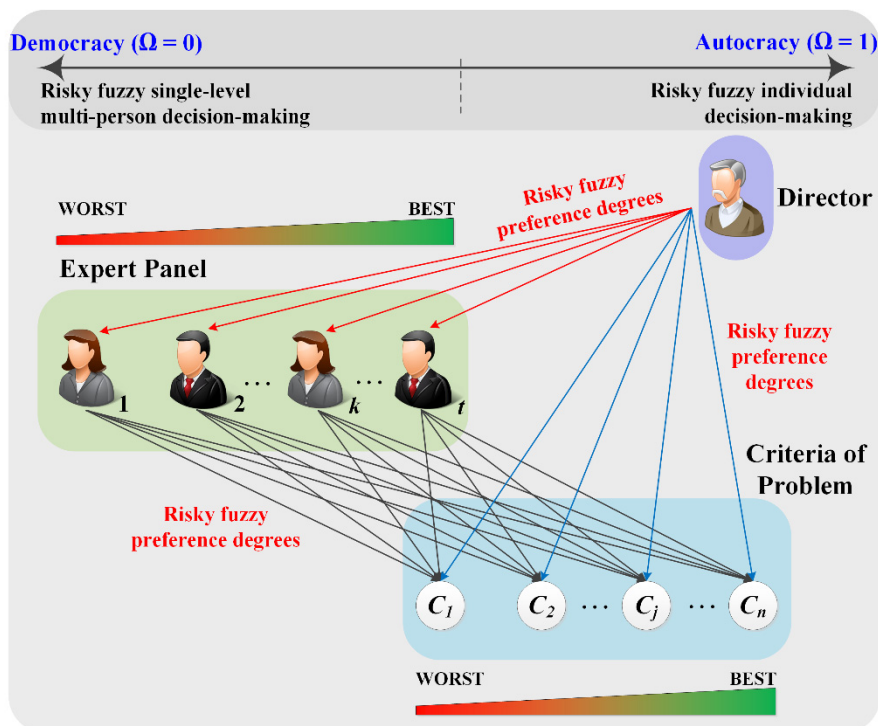 Democracy (Ω = 0)
Autocracy (Ω = 1)
Risky fuzzy single-level
multi-person decision-making
Risky fuzzy individual
decision-making
WORST
BEST
Risky fuzzy
preference degrees
Director
Expert Panel
1
2
...
k
...
t
Risky fuzzy
preference
degrees
Criteria of
Problem
Risky fuzzy
preference degrees
C1
C2
...
Cj
...
Cn
WORST
BEST